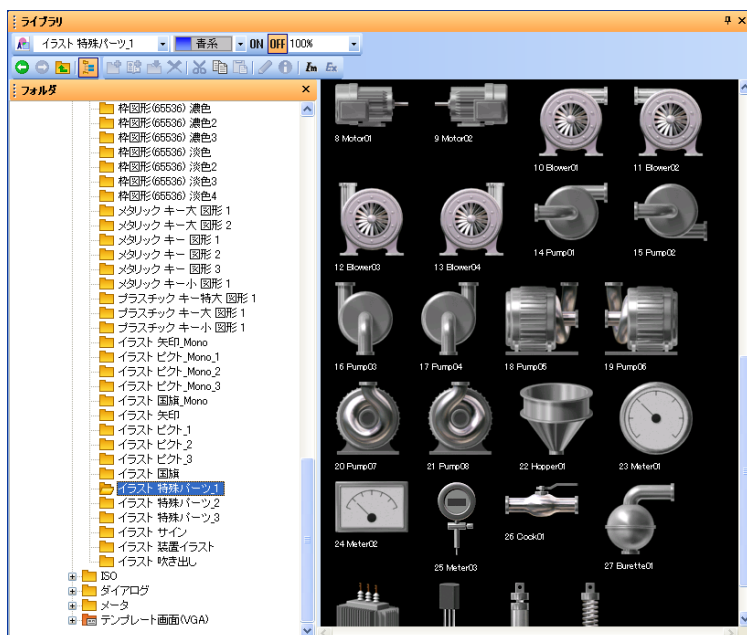 ライブラリ
イラスト 特殊パーツ_1 青系 ON OFF 100%
Im Ex
フォルダ
枠図形(65536) 濃色
枠図形(65536) 濃色2
枠図形(65536) 濃色3
枠図形(65536) 淡色
枠図形(65536) 淡色2
枠図形(65536) 淡色3
枠図形(65536) 淡色4
メタリック キー大 図形 1
メタリック キー大 図形 2
メタリック キー 図形 1
メタリック キー 図形 2
メタリック キー 図形 3
メタリック キー小 図形 1
プラスチック キー特大 図形 1
プラスチック キー大 図形 1
プラスチック キー小 図形 1
イラスト 矢印_Mono
イラスト ピクト_Mono_1
イラスト ピクト_Mono_2
イラスト ピクト_Mono_3
イラスト 国旗_Mono
イラスト 矢印
イラスト ピクト_1
イラスト ピクト_2
イラスト ピクト_3
イラスト 国旗
イラスト 特殊パーツ_1
イラスト 特殊パーツ_2
イラスト 特殊パーツ_3
イラスト サイン
イラスト 装置イラスト
イラスト 吹き出し
ISO
ダイアログ
メータ
テンプレート画面(VGA)
8 Motor01
9 Motor02
10 Blower01
11 Blower02
12 Blower03
13 Blower04
14 Pump01
15 Pump02
16 Pump03
17 Pump04
18 Pump05
19 Pump06
20 Pump07
21 Pump08
22 Hopper01
23 Meter01
24 Meter02
25 Meter03
26 Cock01
27 Burette01